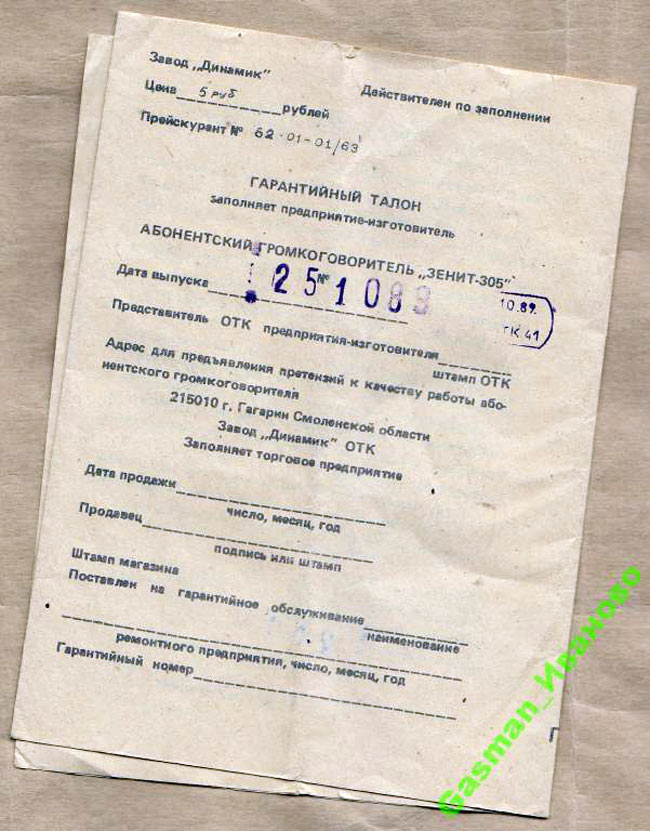 Завод „Динамик"
Действителен по заполнении
Цена 5 руб рублей
Прейскурант № 62-01-01/63
ГАРАНТИЙНЫЙ ТАЛОН
заполняет предприятие-изготовитель
АБОНЕНТСКИЙ ГРОМКОГОВОРИТЕЛЬ „ЗЕНИТ-305"
Дата выпуска № 251083
10.89.
ТК 41
Представитель ОТК предприятия-изготовителя
штамп ОТК
Адрес для предъявления претензий к качеству работы або-
нентского громкоговорителя
215010 г. Гагарин Смоленской области
Завод „Динамик" ОТК
Заполняет торговое предприятие
Дата продажи
число, месяц, год
Продавец
подпись или штамп
Штамп магазина
Поставлен на гарантийное обслуживание
наименование
ремонтного предприятия, число, месяц, год
Гарантийный номер
Gasman_Иваново